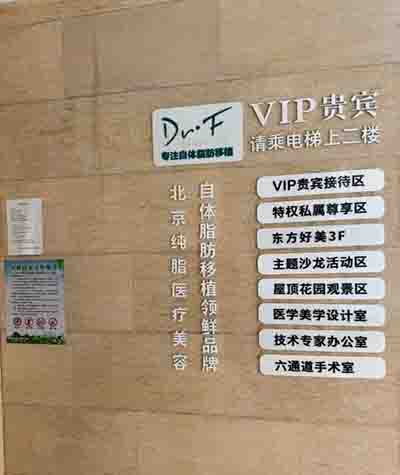 Dr·F
专注自体脂肪移植
VIP贵宾
请乘电梯上二楼
自体脂肪移植领鲜品牌
北京纯脂医疗美容
VIP贵宾接待区
特权私属尊享区
东方好美3F
主题沙龙活动区
屋顶花园观景区
医学美学设计室
技术专家办公室
六通道手术室